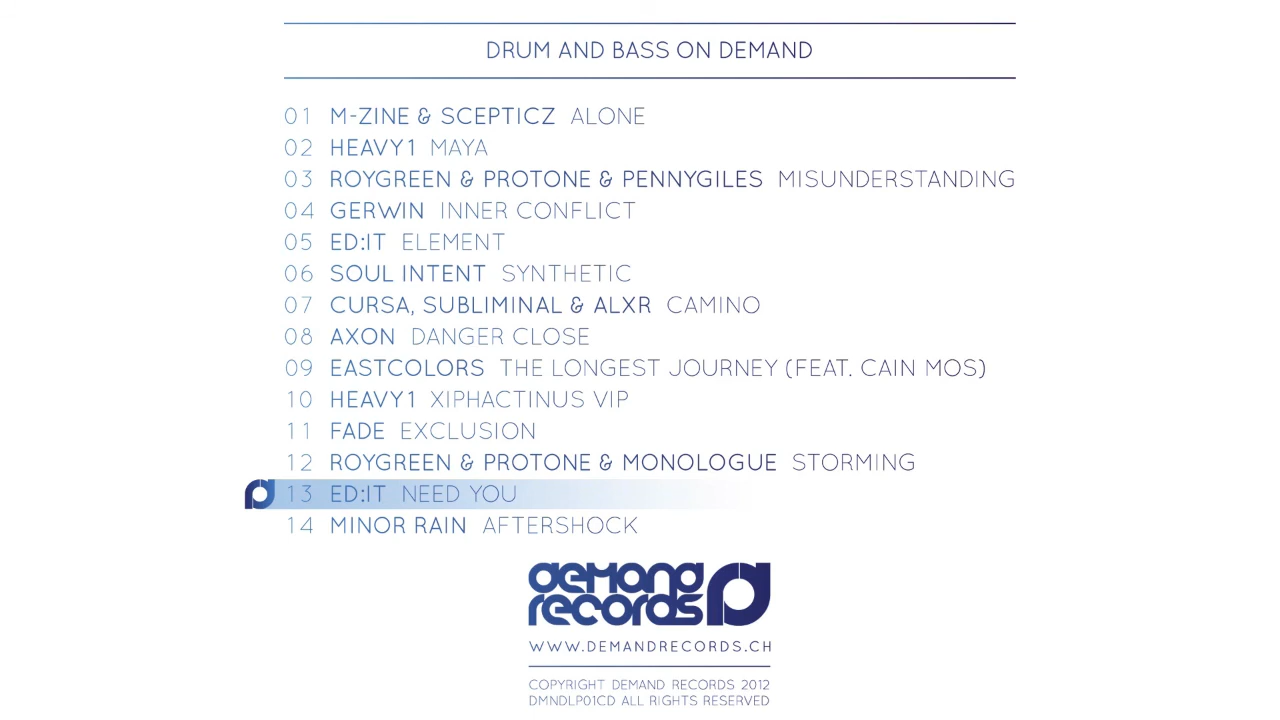 DRUM AND BASS ON DEMAND
01 M-ZINE & SCEPTICZ ALONE
02 HEAVY1 MAYA
03 ROYGREEN & PROTONE & PENNYGILES MISUNDERSTANDING
04 GERWIN INNER CONFLICT
05 ED:IT ELEMENT
06 SOUL INTENT SYNTHETIC
07 CURSA, SUBLIMINAL & ALXR CAMINO
08 AXON DANGER CLOSE
09 EASTCOLORS THE LONGEST JOURNEY (FEAT. CAIN MOS)
10 HEAVY1 XIPHACTINUS VIP
11 FADE EXCLUSION
12 ROYGREEN & PROTONE & MONOLOGUE STORMING
13 ED:IT NEED YOU
14 MINOR RAIN AFTERSHOCK
demand
records
WWW.DEMANDRECORDS.CH
COPYRIGHT DEMAND RECORDS 2012
DMNDLP01CD ALL RIGHTS RESERVED